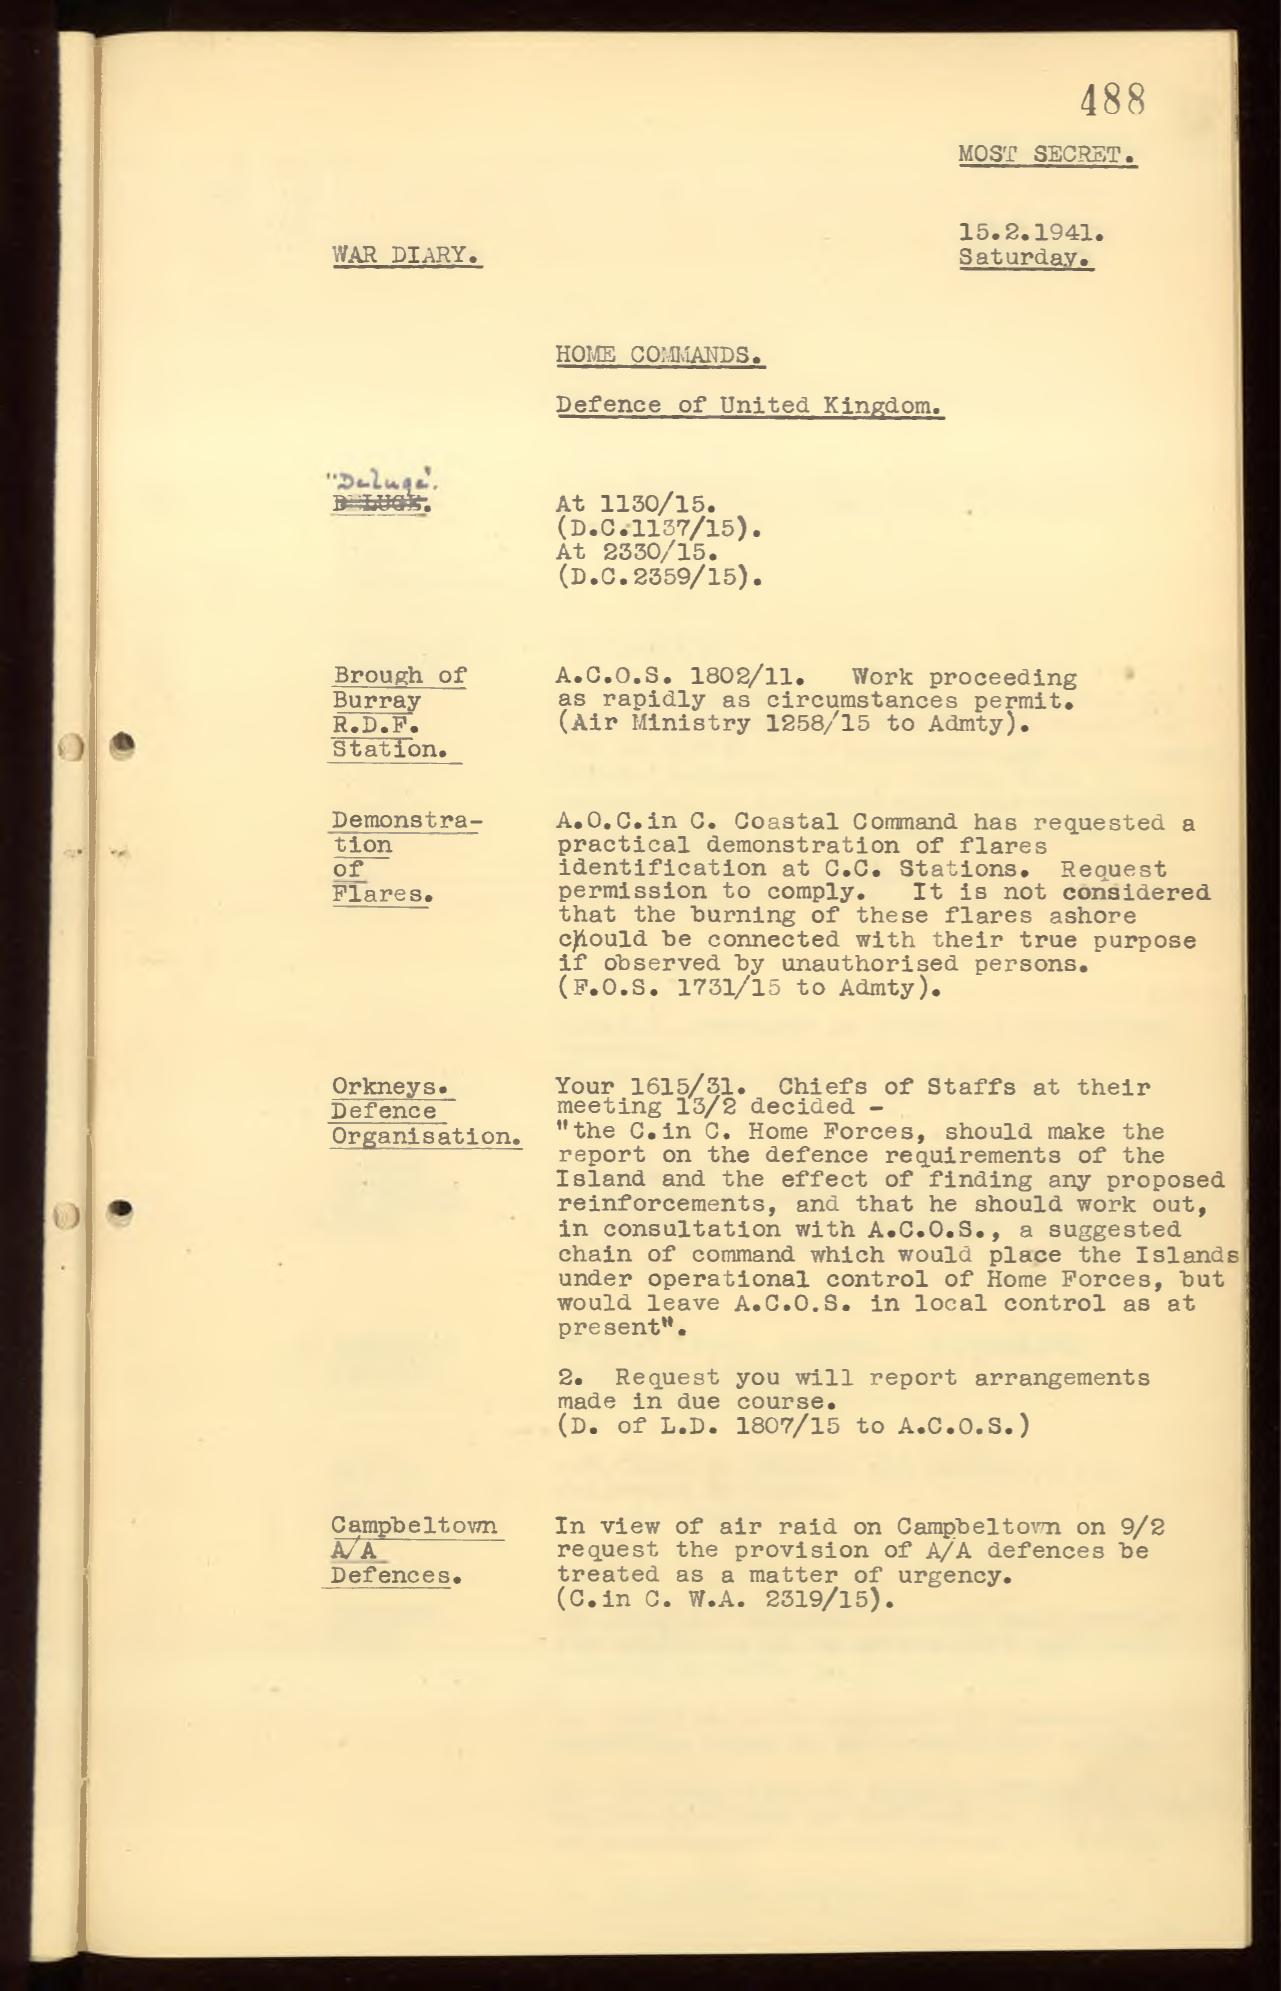 488
MOST SECRET.
15.2.1941.
WAR DIARY.
Saturday.
HOME COMMANDS.
Defence of United Kingdom.
"Deluge".
At 1130/15.
(D.C.1137/15).
At 2330/15.
(D.C.2359/15).
Brough of
Burray
R.D.F.
Station.
A.C.O.S. 1802/11. Work proceeding
as rapidly as circumstances permit.
(Air Ministry 1258/15 to Admty).
Demonstra-
tion
of
Flares.
A.O.C.in C. Coastal Command has requested a
practical demonstration of flares
identification at C.C. Stations. Request
permission to comply. It is not considered
that the burning of these flares ashore
could be connected with their true purpose
if observed by unauthorised persons.
(F.O.S. 1731/15 to Admty).
Orkneys.
Defence
Organisation.
Your 1615/31. Chiefs of Staffs at their
meeting 13/2 decided -
"the C.in C. Home Forces, should make the
report on the defence requirements of the
Island and the effect of finding any proposed
reinforcements, and that he should work out,
in consultation with A.C.O.S., a suggested
chain of command which would place the Islands
under operational control of Home Forces, but
would leave A.C.O.S. in local control as at
present".
2. Request you will report arrangements
made in due course.
(D. of L.D. 1807/15 to A.C.O.S.)
Campbeltown
A/A
Defences.
In view of air raid on Campbeltown on 9/2
request the provision of A/A defences be
treated as a matter of urgency.
(C.in C. W.A. 2319/15).